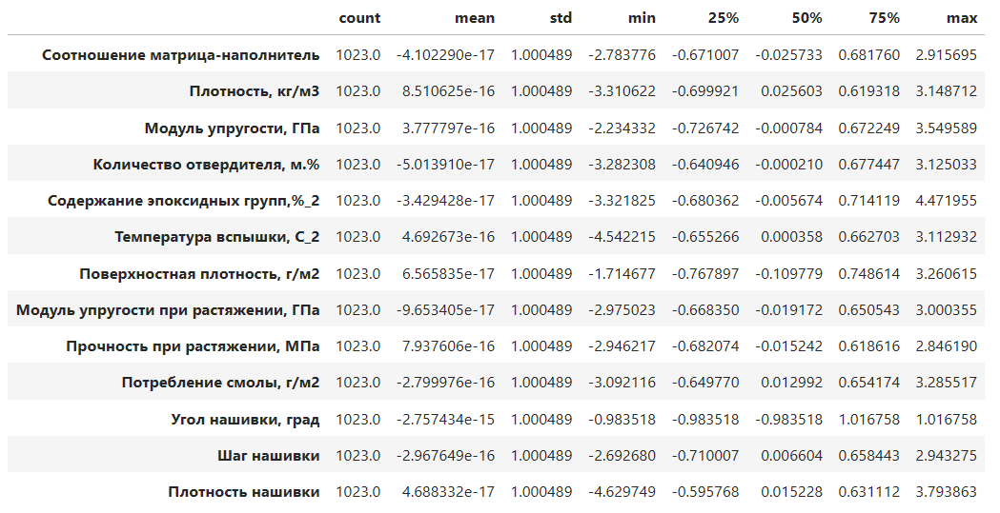 count mean std min 25% 50% 75% max
Соотношение матрица-наполнитель 1023.0 -4.102290e-17 1.000489 -2.783776 -0.671007 -0.025733 0.681760 2.915695
Плотность, кг/м3 1023.0 8.510625e-16 1.000489 -3.310622 -0.699921 0.025603 0.619318 3.148712
Модуль упругости, ГПа 1023.0 3.777797e-16 1.000489 -2.234332 -0.726742 -0.000784 0.672249 3.549589
Количество отвердителя, м.% 1023.0 -5.013910e-17 1.000489 -3.282308 -0.640946 -0.000210 0.677447 3.125033
Содержание эпоксидных групп,%_2 1023.0 -3.429428e-17 1.000489 -3.321825 -0.680362 -0.005674 0.714119 4.471955
Температура вспышки, С_2 1023.0 4.692673e-16 1.000489 -4.542215 -0.655266 0.000358 0.662703 3.112932
Поверхностная плотность, г/м2 1023.0 6.565835e-17 1.000489 -1.714677 -0.767897 -0.109779 0.748614 3.260615
Модуль упругости при растяжении, ГПа 1023.0 -9.653405e-17 1.000489 -2.975023 -0.668350 -0.019172 0.650543 3.000355
Прочность при растяжении, МПа 1023.0 7.937606e-16 1.000489 -2.946217 -0.682074 -0.015242 0.618616 2.846190
Потребление смолы, г/м2 1023.0 -2.799976e-16 1.000489 -3.092116 -0.649770 0.012992 0.654174 3.285517
Угол нашивки, град 1023.0 -2.757434e-15 1.000489 -0.983518 -0.983518 -0.983518 1.016758 1.016758
Шаг нашивки 1023.0 -2.967649e-16 1.000489 -2.692680 -0.710007 0.006604 0.658443 2.943275
Плотность нашивки 1023.0 4.688332e-17 1.000489 -4.629749 -0.595768 0.015228 0.631112 3.793863